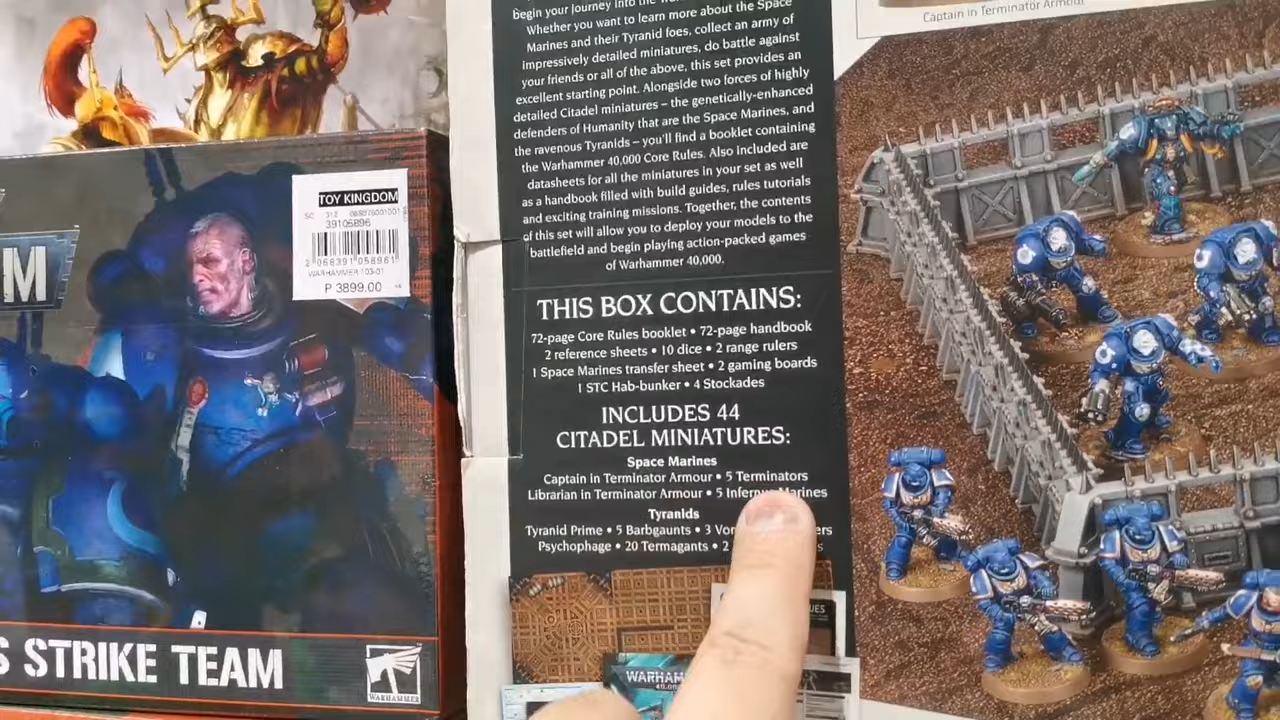 begin your journey into the
Whether you want to learn more about the Space
Marines and their Tyranid foes, collect an army of
impressively detailed miniatures, do battle against
your friends or all of the above, this set provides an
excellent starting point. Alongside two forces of highly
detailed Citadel miniatures – the genetically-enhanced
defenders of Humanity that are the Space Marines, and
the ravenous Tyranids – you'll find a booklet containing
the Warhammer 40,000 Core Rules. Also included are
datasheets for all the miniatures in your set as well
as a handbook filled with build guides, rules tutorials
and exciting training missions. Together, the contents
of this set will allow you to deploy your models to the
battlefield and begin playing action-packed games
of Warhammer 40,000.
THIS BOX CONTAINS:
72-page Core Rules booklet • 72-page handbook
2 reference sheets • 10 dice • 2 range rulers
1 Space Marines transfer sheet • 2 gaming boards
1 STC Hab-bunker • 4 Stockades
INCLUDES 44
CITADEL MINIATURES:
Space Marines
Captain in Terminator Armour • 5 Terminators
Librarian in Terminator Armour • 5 Infernus Marines
Tyranids
Tyranid Prime • 5 Barbgaunts • 3 Von
Psychophage • 20 Termagants • 2
WARHAM
Captain in Terminator Armour
TOY KINGDOM
39106896
2 068391 058961
WARHAMMER 103-01
P 3899.00
M
S STRIKE TEAM
WARHAMMER